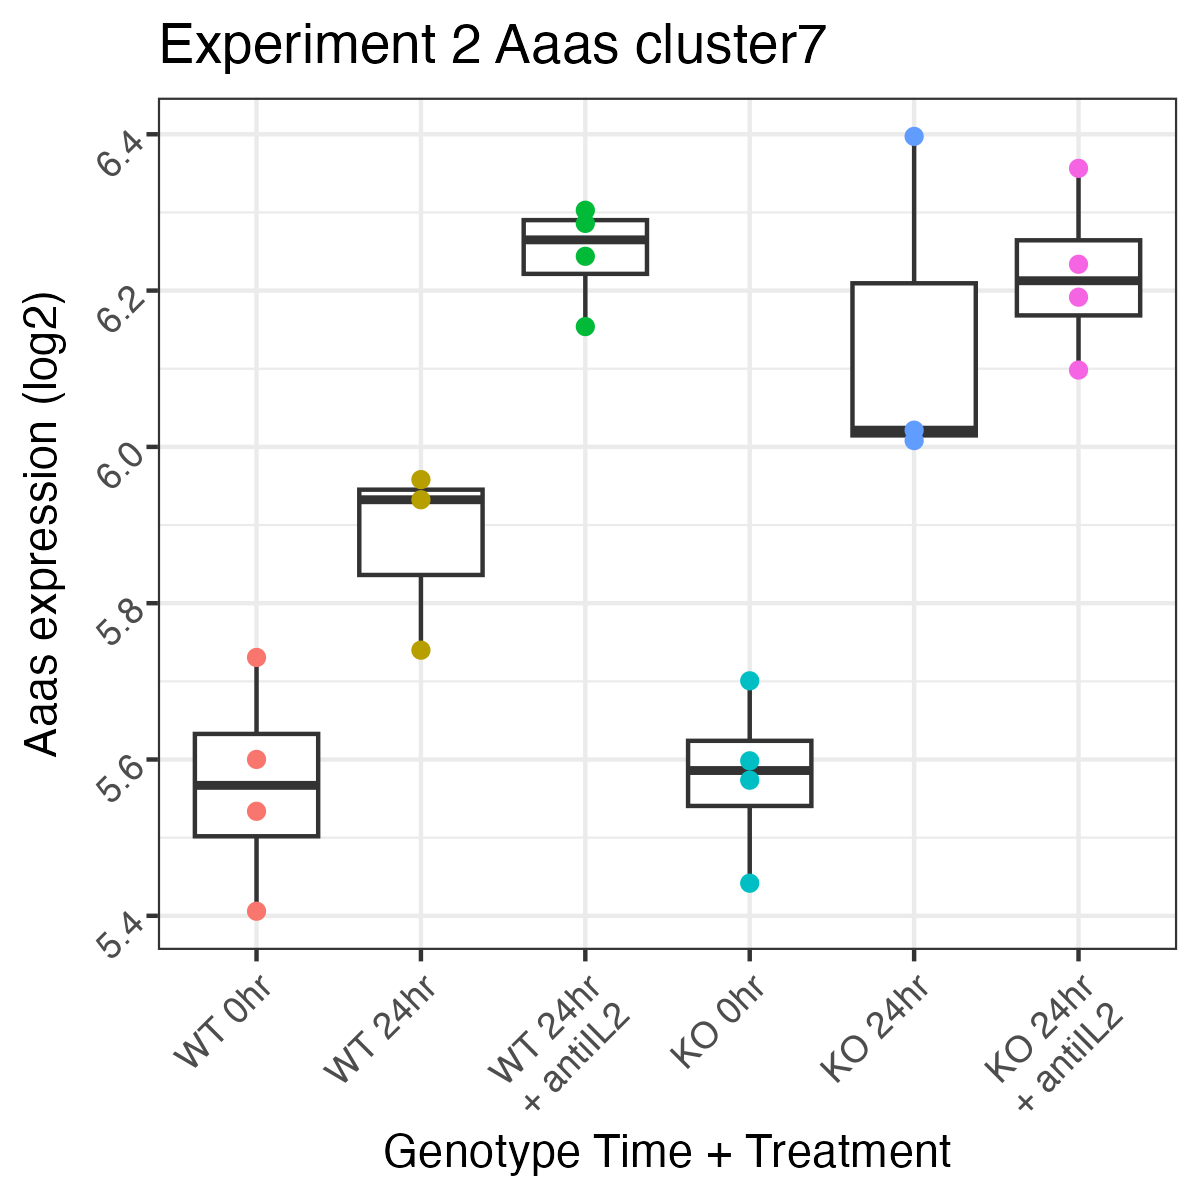 Experiment 2 Aaas cluster7
Aaas expression (log2)
6.4
6.2
6.0
5.8
5.6
5.4
WT 0hr
WT 24hr
WT 24hr
+ antiIL2
KO 0hr
KO 24hr
KO 24hr
+ antiIL2
Genotype Time + Treatment